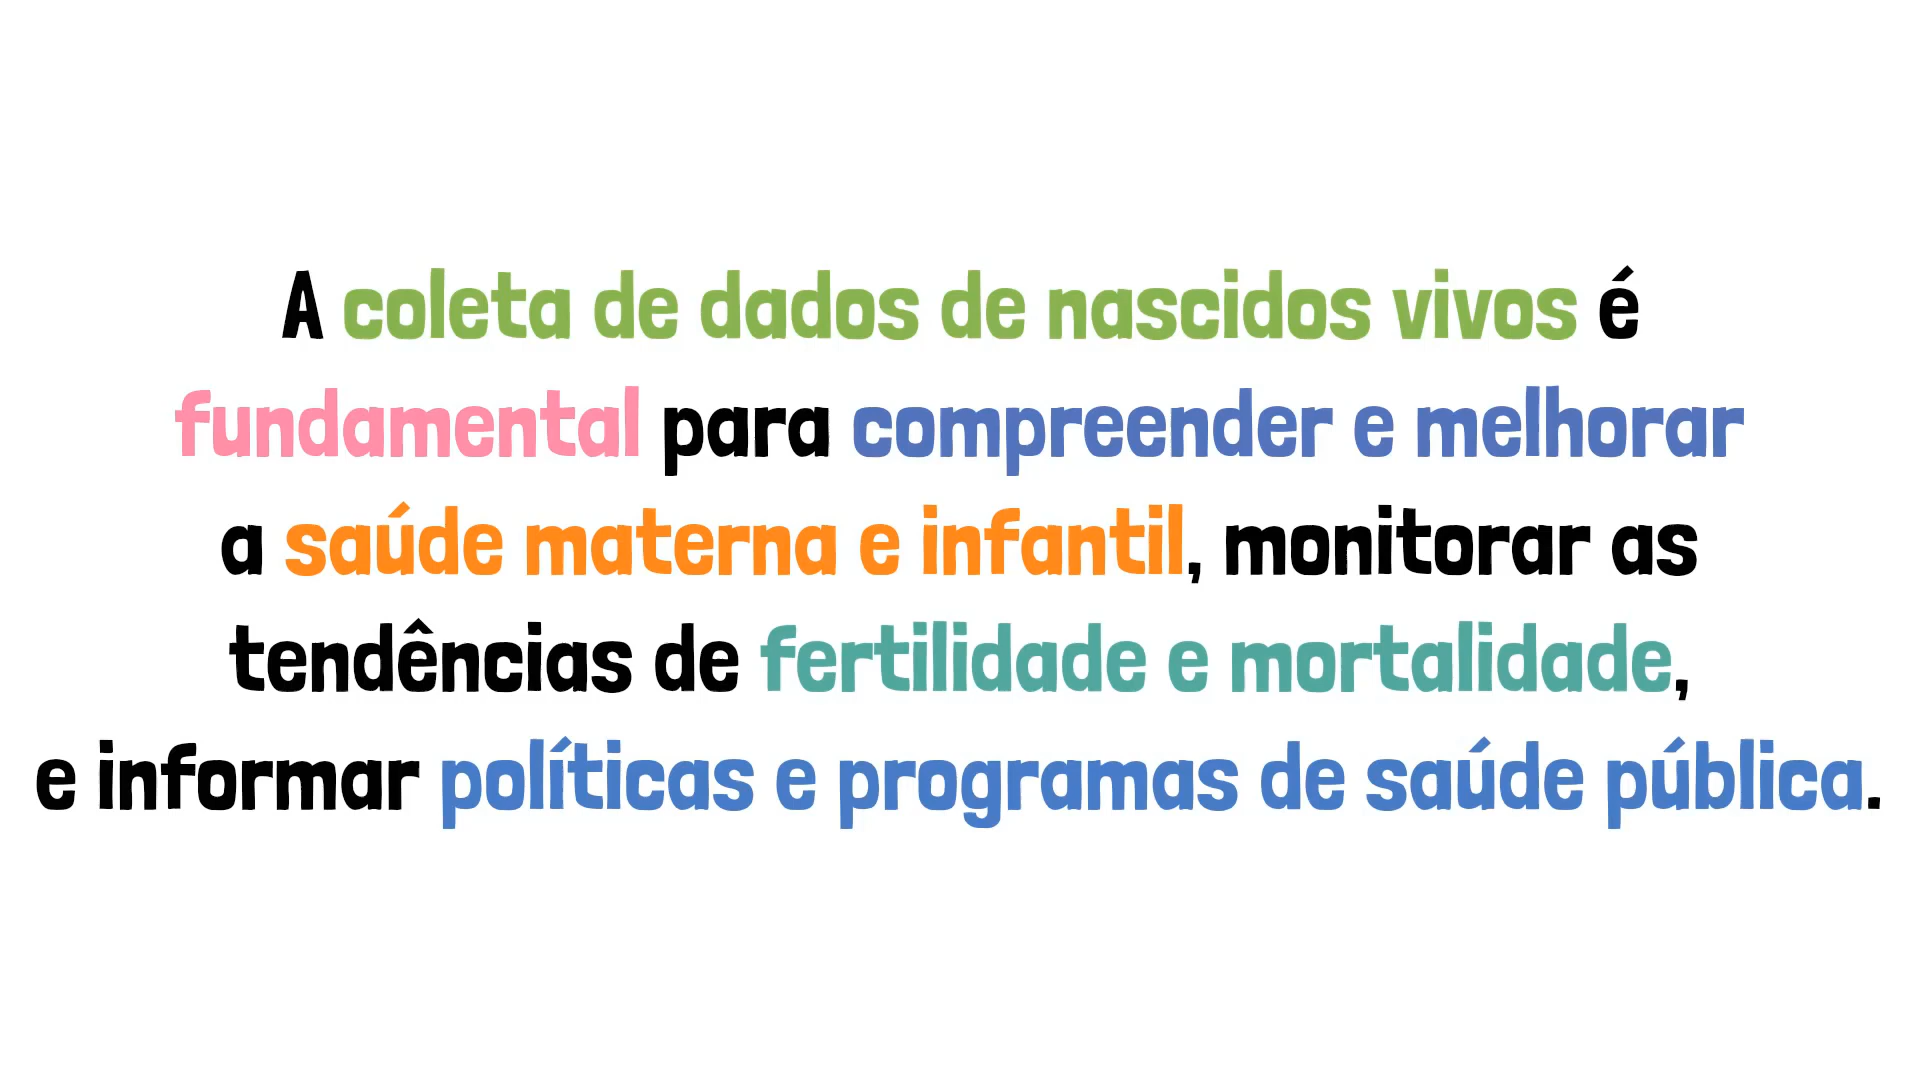 A coleta de dados de nascidos vivos é
fundamental para compreender e melhorar
a saúde materna e infantil, monitorar as
tendências de fertilidade e mortalidade,
e informar políticas e programas de saúde pública.